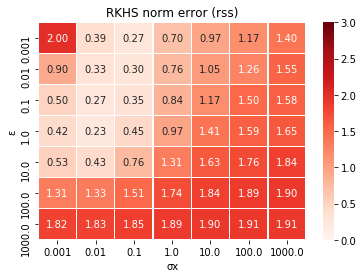 RKHS norm error (rss)
ε
0.001 2.00 0.39 0.27 0.70 0.97 1.17 1.40
0.01 0.90 0.33 0.30 0.76 1.05 1.26 1.55
0.1 0.50 0.27 0.35 0.84 1.17 1.50 1.58
1.0 0.42 0.23 0.45 0.97 1.41 1.59 1.65
10.0 0.53 0.43 0.76 1.31 1.63 1.76 1.84
100.0 1.31 1.33 1.51 1.74 1.84 1.89 1.90
1000.0 1.82 1.83 1.85 1.89 1.90 1.91 1.91
0.001 0.01 0.1 1.0 10.0 100.0 1000.0
σx
3.0
2.5
2.0
1.5
1.0
0.5
0.0